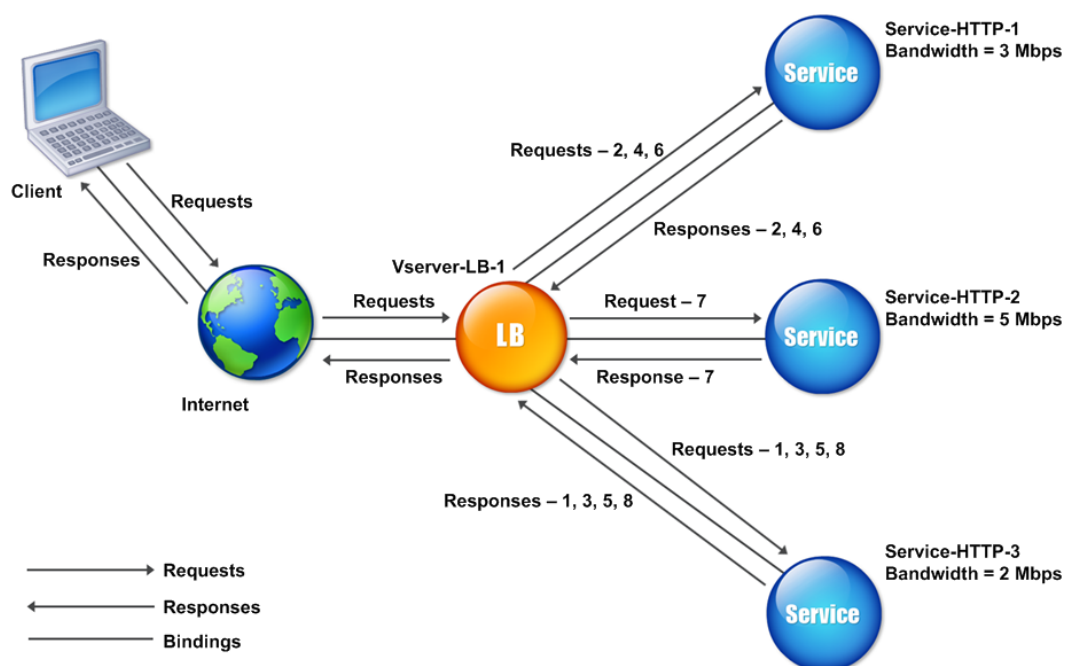 Service-HTTP-1
Bandwidth = 3 Mbps
Service
Requests – 2, 4, 6
Client
Requests
Responses – 2, 4, 6
Responses
Vserver-LB-1
Service-HTTP-2
Bandwidth = 5 Mbps
Requests
Request – 7
LB
Service
Responses
Response – 7
Internet
Requests – 1, 3, 5, 8
Responses – 1, 3, 5, 8
Service-HTTP-3
Bandwidth = 2 Mbps
Service
Requests
Responses
Bindings